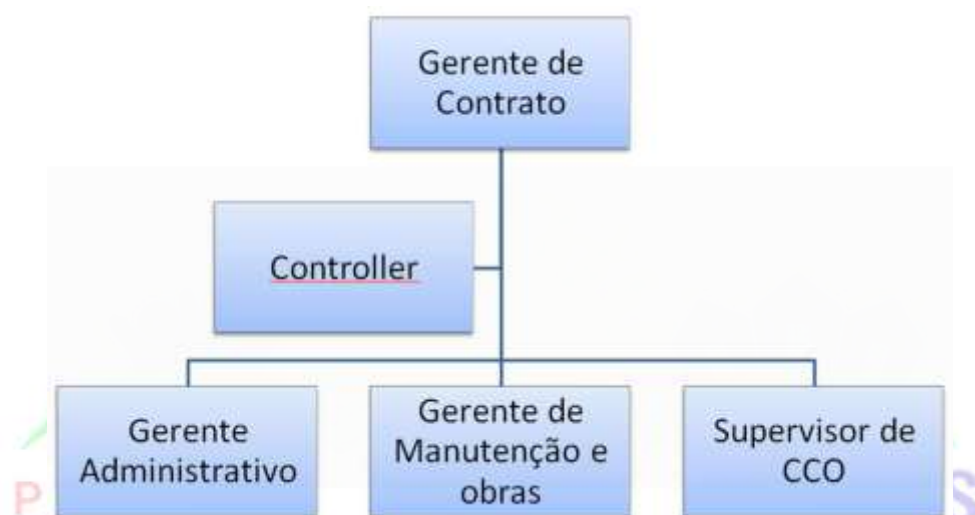 Gerente de
Contrato
Controller
Gerente
Administrativo
Gerente de
Manutenção e
obras
Supervisor de
CCO
P
S